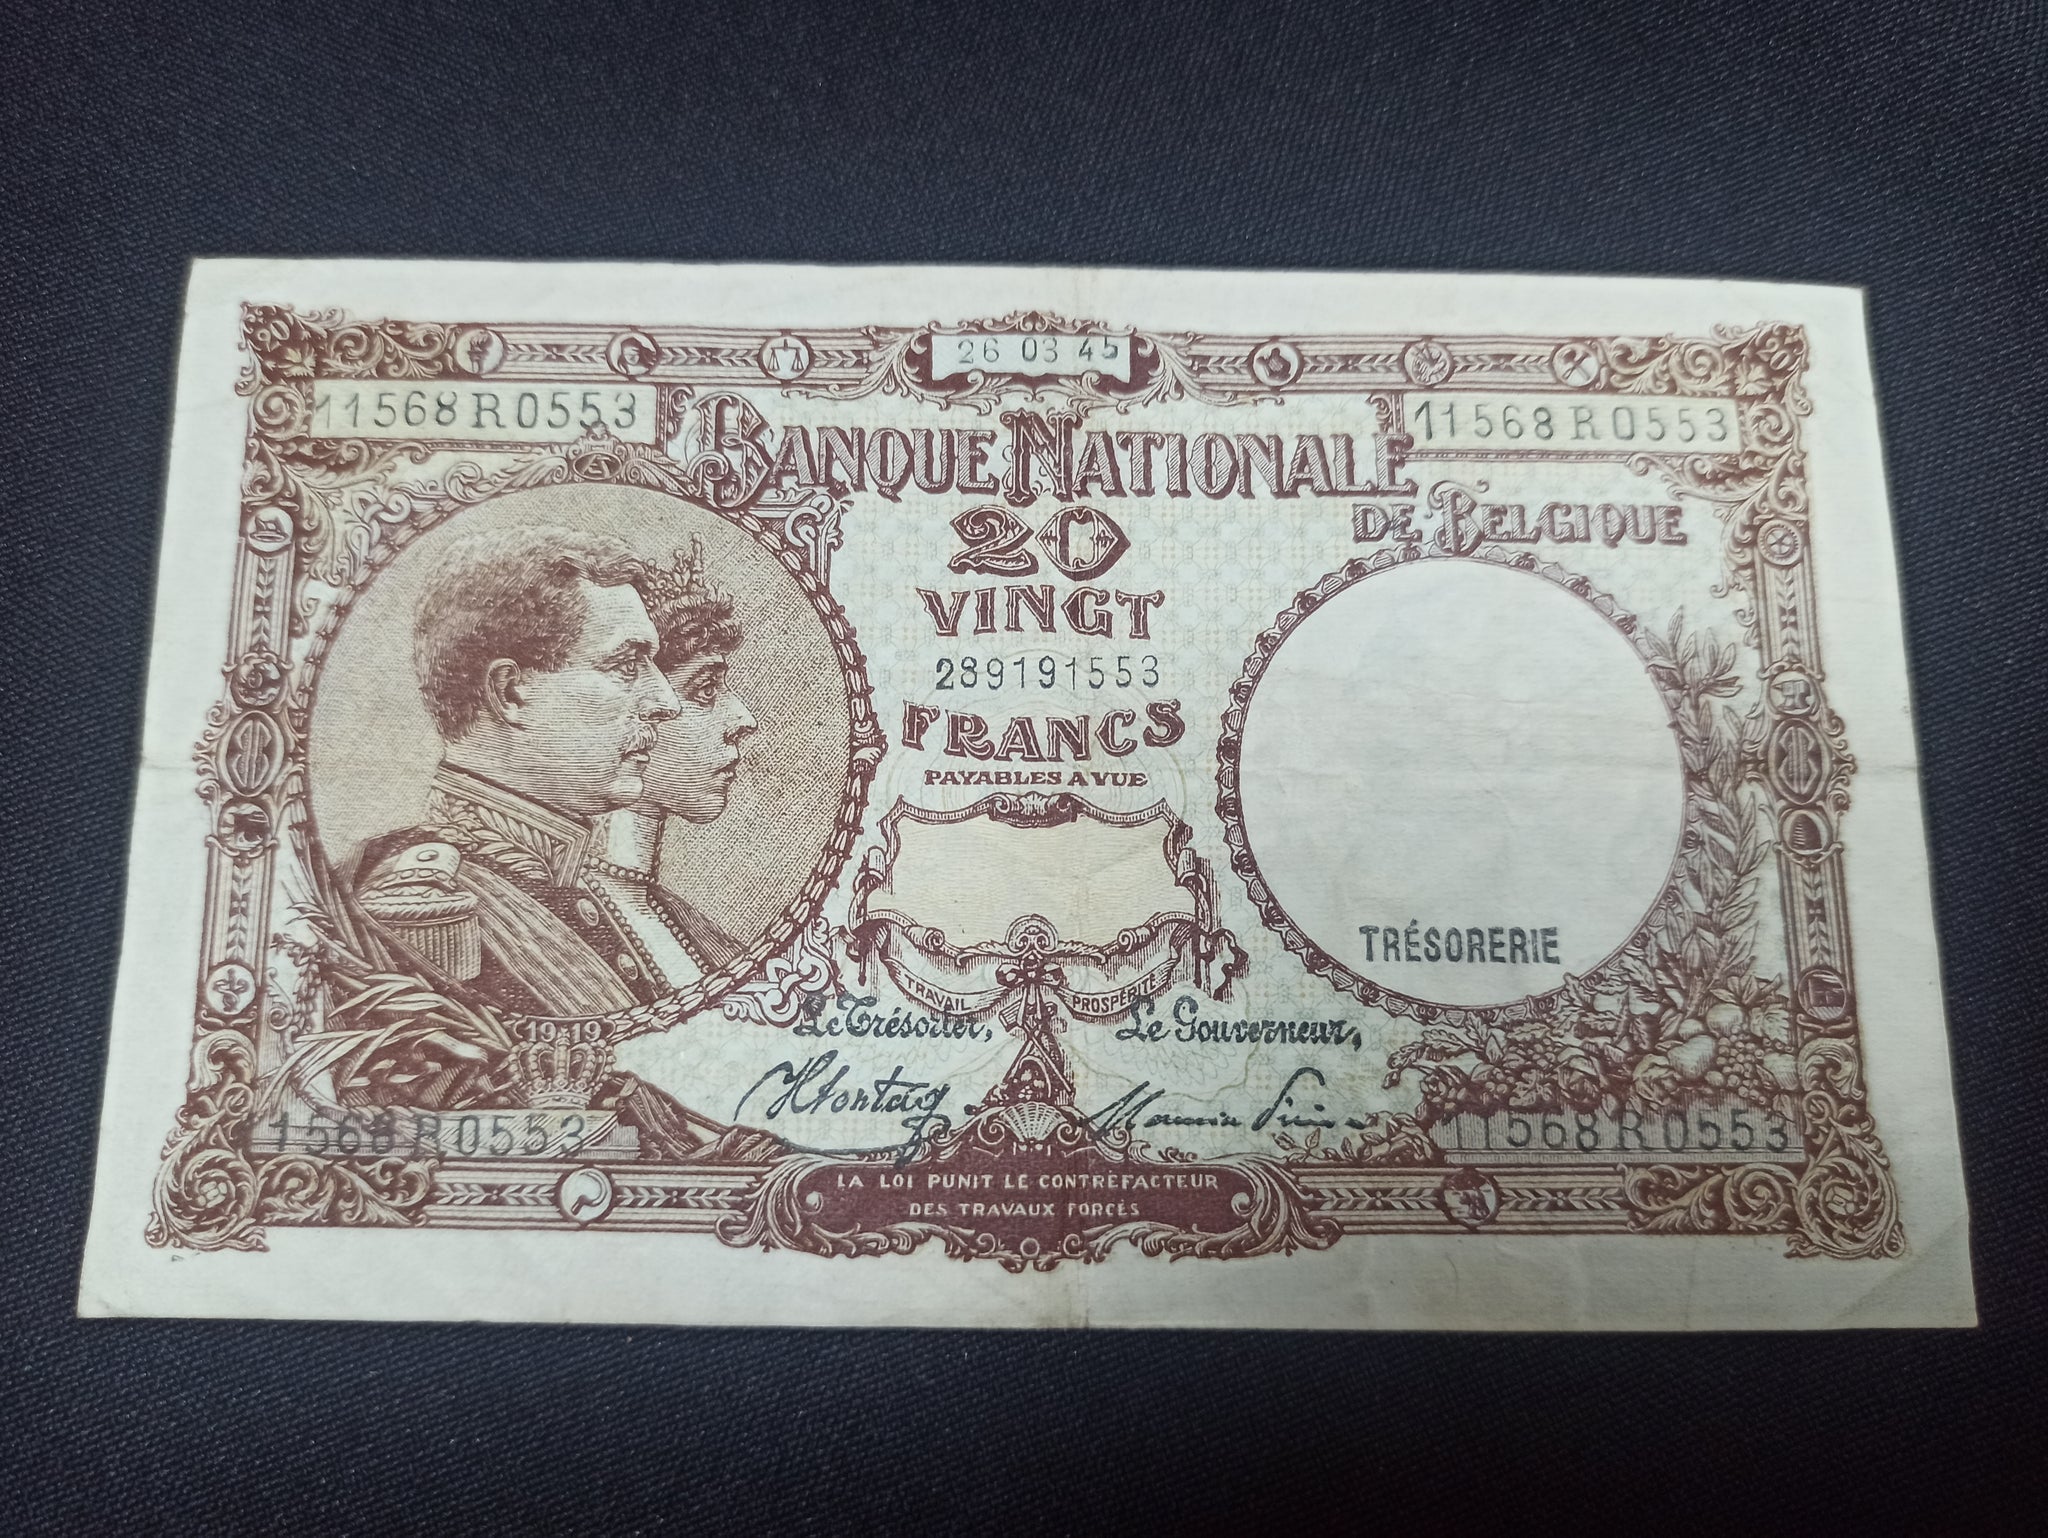 26 03 45
11568 R 0553
11568 R 0553
BANQUE NATIONALE
DE BELGIQUE
20
VINGT
289191553
FRANCS
PAYABLES A VUE
TRÉSORERIE
TRAVAIL PROSPÉRITÉ
Le Trésorier, Le Gouverneur,
1919
1568 R 0553
11568 R 0553
LA LOI PUNIT LE CONTREFACTEUR
DES TRAVAUX FORCÉS